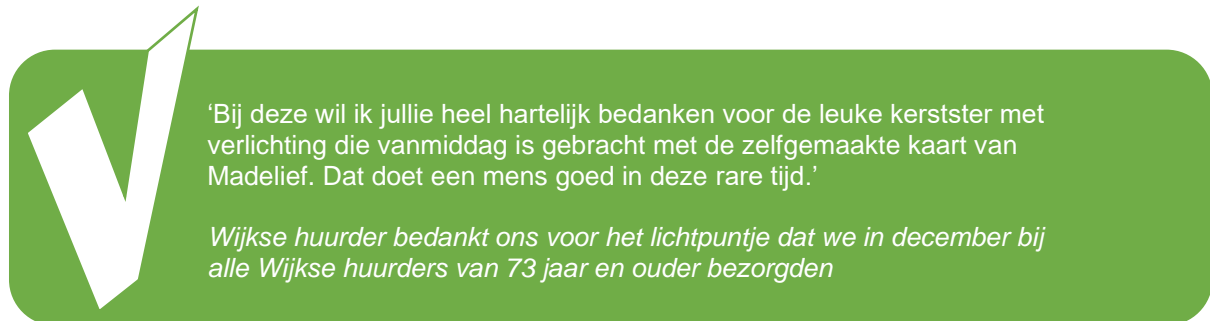 ‘Bij deze wil ik jullie heel hartelijk bedanken voor de leuke kerstster met
verlichting die vanmiddag is gebracht met de zelfgemaakte kaart van
Madelief. Dat doet een mens goed in deze rare tijd.’
Wijkse huurder bedankt ons voor het lichtpuntje dat we in december bij
alle Wijkse huurders van 73 jaar en ouder bezorgden